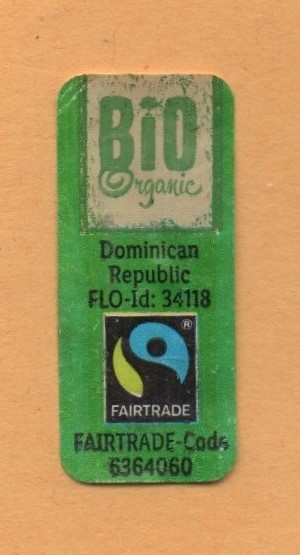 BiO
Organic
Dominican
Republic
FLO-Id: 34118
®
FAIRTRADE
FAIRTRADE-Code
6364060